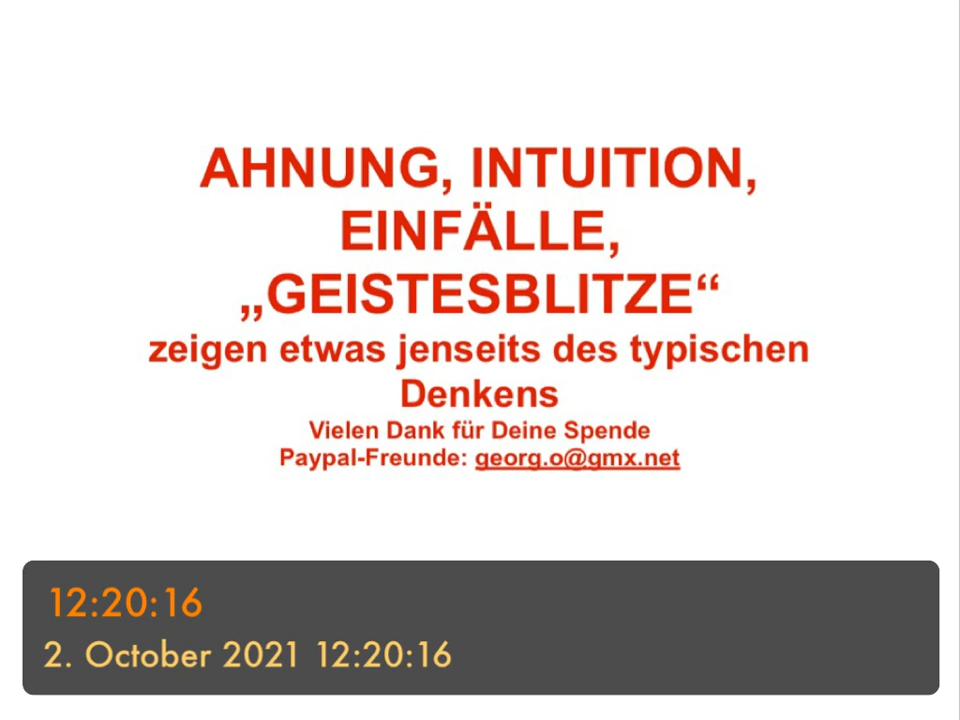 AHNUNG, INTUITION,
EINFÄLLE,
„GEISTESBLITZE“
zeigen etwas jenseits des typischen
Denkens
Vielen Dank für Deine Spende
Paypal-Freunde: georg.o@gmx.net
12:20:16
2. October 2021 12:20:16